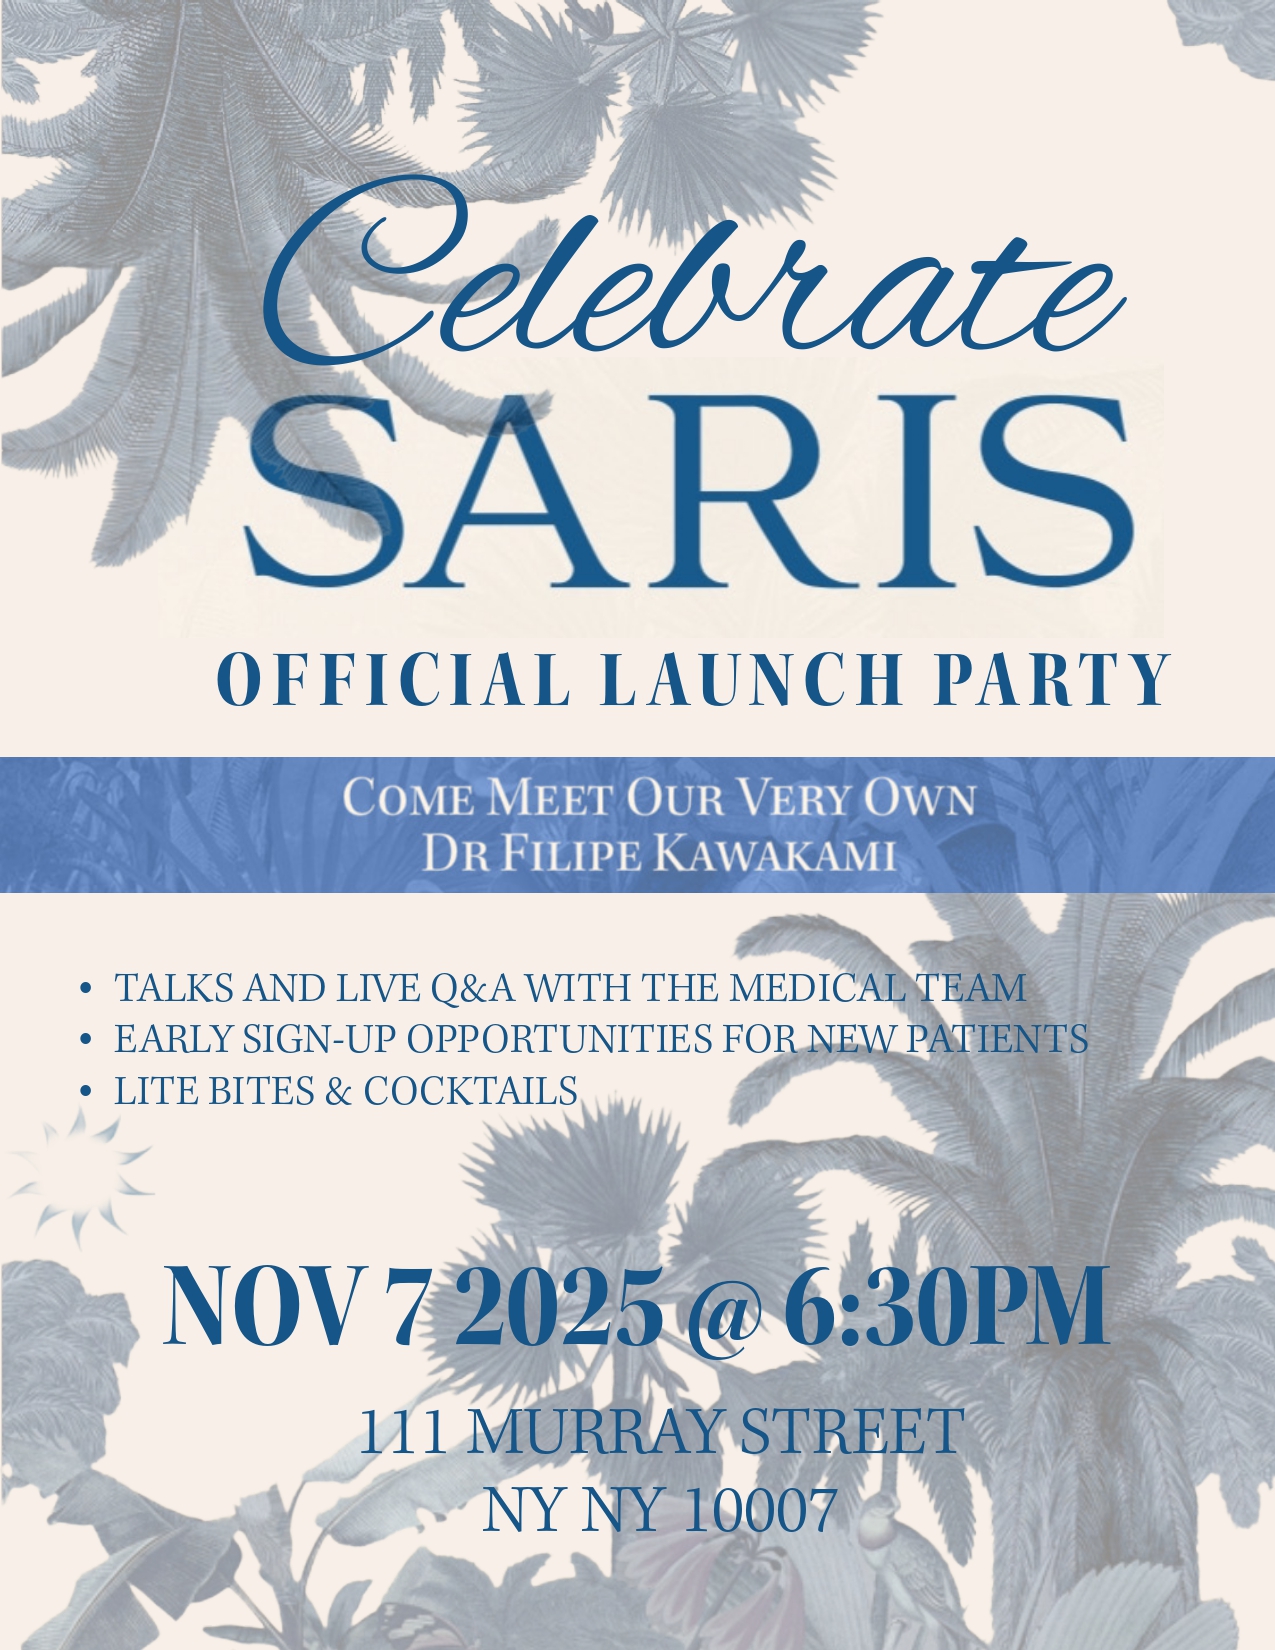 Celebrate
SARIS
OFFICIAL LAUNCH PARTY
COME MEET OUR VERY OWN
DR FILIPE KAWAKAMI
• TALKS AND LIVE Q&A WITH THE MEDICAL TEAM
• EARLY SIGN-UP OPPORTUNITIES FOR NEW PATIENTS
• LITE BITES & COCKTAILS
NOV 7 2025 @ 6:30PM
111 MURRAY STREET
NY NY 10007